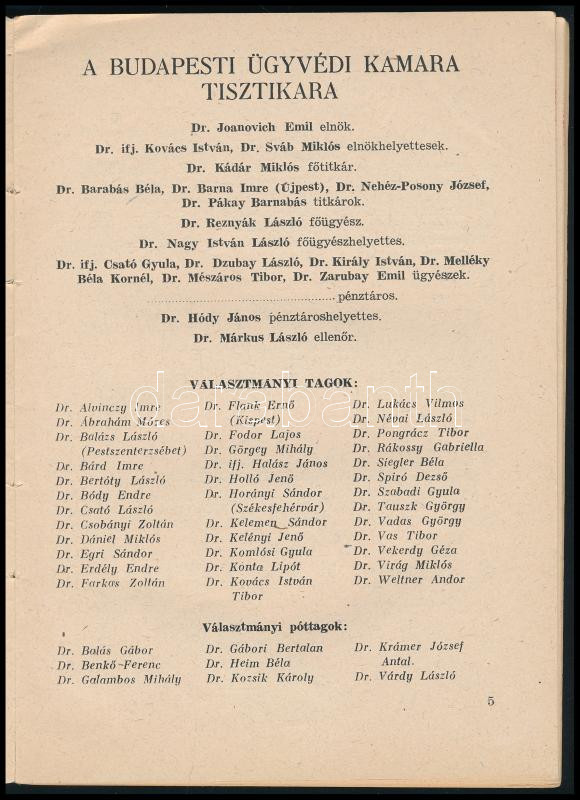 A BUDAPESTI ÜGYVÉDI KAMARA
TISZTIKARA
Dr. Joanovich Emil elnök.
Dr. ifj. Kovács István, Dr. Sváb Miklós elnökhelyettesek.
Dr. Kádár Miklós főtitkár.
Dr. Barabás Béla, Dr. Barna Imre (Újpest), Dr. Nehéz-Posony József,
Dr. Pákay Barnabás titkárok.
Dr. Reznyák László főügyész.
Dr. Nagy István László főügyészhelyettes.
Dr. ifj. Csató Gyula, Dr. Dzubay László, Dr. Király István, Dr. Melléky
Béla Kornél, Dr. Mészáros Tibor, Dr. Zarubay Emil ügyészek.
............................................... pénztáros.
Dr. Hódy János pénztároshelyettes.
Dr. Márkus László ellenőr.
VÁLASZTMÁNYI TAGOK:
Dr. Alvinczy Imre
Dr. Ábrahám Mózes
Dr. Balázs László
(Pestszenterzsébet)
Dr. Bárd Imre
Dr. Bertóty László
Dr. Bódy Endre
Dr. Csató László
Dr. Csobányi Zoltán
Dr. Dániel Miklós
Dr. Egri Sándor
Dr. Erdély Endre
Dr. Farkas Zoltán
Dr. Flank Ernő
(Kispest)
Dr. Fodor Lajos
Dr. Görgey Mihály
Dr. ifj. Halász János
Dr. Holló Jenő
Dr. Horányi Sándor
(Székesfehérvár)
Dr. Kelemen Sándor
Dr. Kelényi Jenő
Dr. Komlósi Gyula
Dr. Konta Lipót
Dr. Kovács István
Tibor
Dr. Lukács Vilmos
Dr. Névai László
Dr. Pongrácz Tibor
Dr. Rákossy Gabriella
Dr. Siegler Béla
Dr. Spiró Dezső
Dr. Szabadi Gyula
Dr. Tauszk György
Dr. Vadas György
Dr. Vas Tibor
Dr. Vekerdy Géza
Dr. Virág Miklós
Dr. Weltner Andor
Választmányi póttagok:
Dr. Balás Gábor
Dr. Benkő Ferenc
Dr. Galambos Mihály
Dr. Gábori Bertalan
Dr. Heim Béla
Dr. Kozsik Károly
Dr. Krámer József
Antal.
Dr. Várdy László
5
darabanth